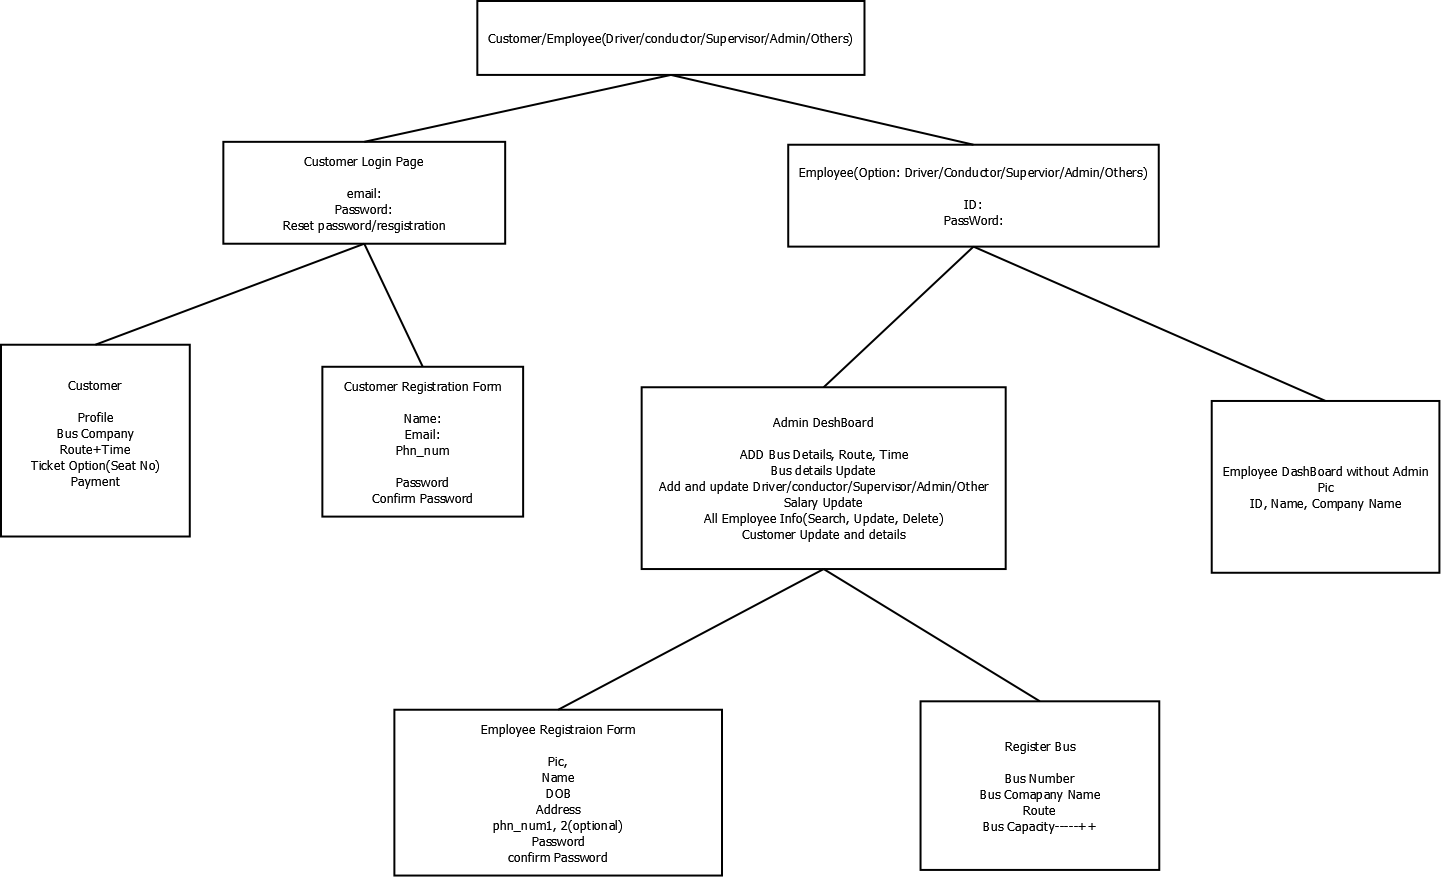 Customer/Employee(Driver/conductor/Supervisor/Admin/Others)
Customer Login Page
email:
Password:
Reset password/resgistration
Employee(Option: Driver/Conductor/Supervior/Admin/Others)
ID:
PassWord:
Customer
Profile
Bus Company
Route+Time
Ticket Option(Seat No)
Payment
Customer Registration Form
Name:
Email:
Phn_num
Password
Confirm Password
Admin DeshBoard
ADD Bus Details, Route, Time
Bus details Update
Add and update Driver/conductor/Supervisor/Admin/Other
Salary Update
All Employee Info(Search, Update, Delete)
Customer Update and details
Employee DashBoard without Admin
Pic
ID, Name, Company Name
Employee Registraion Form
Pic,
Name
DOB
Address
phn_num1, 2(optional)
Password
confirm Password
Register Bus
Bus Number
Bus Comapany Name
Route
Bus Capacity-----++